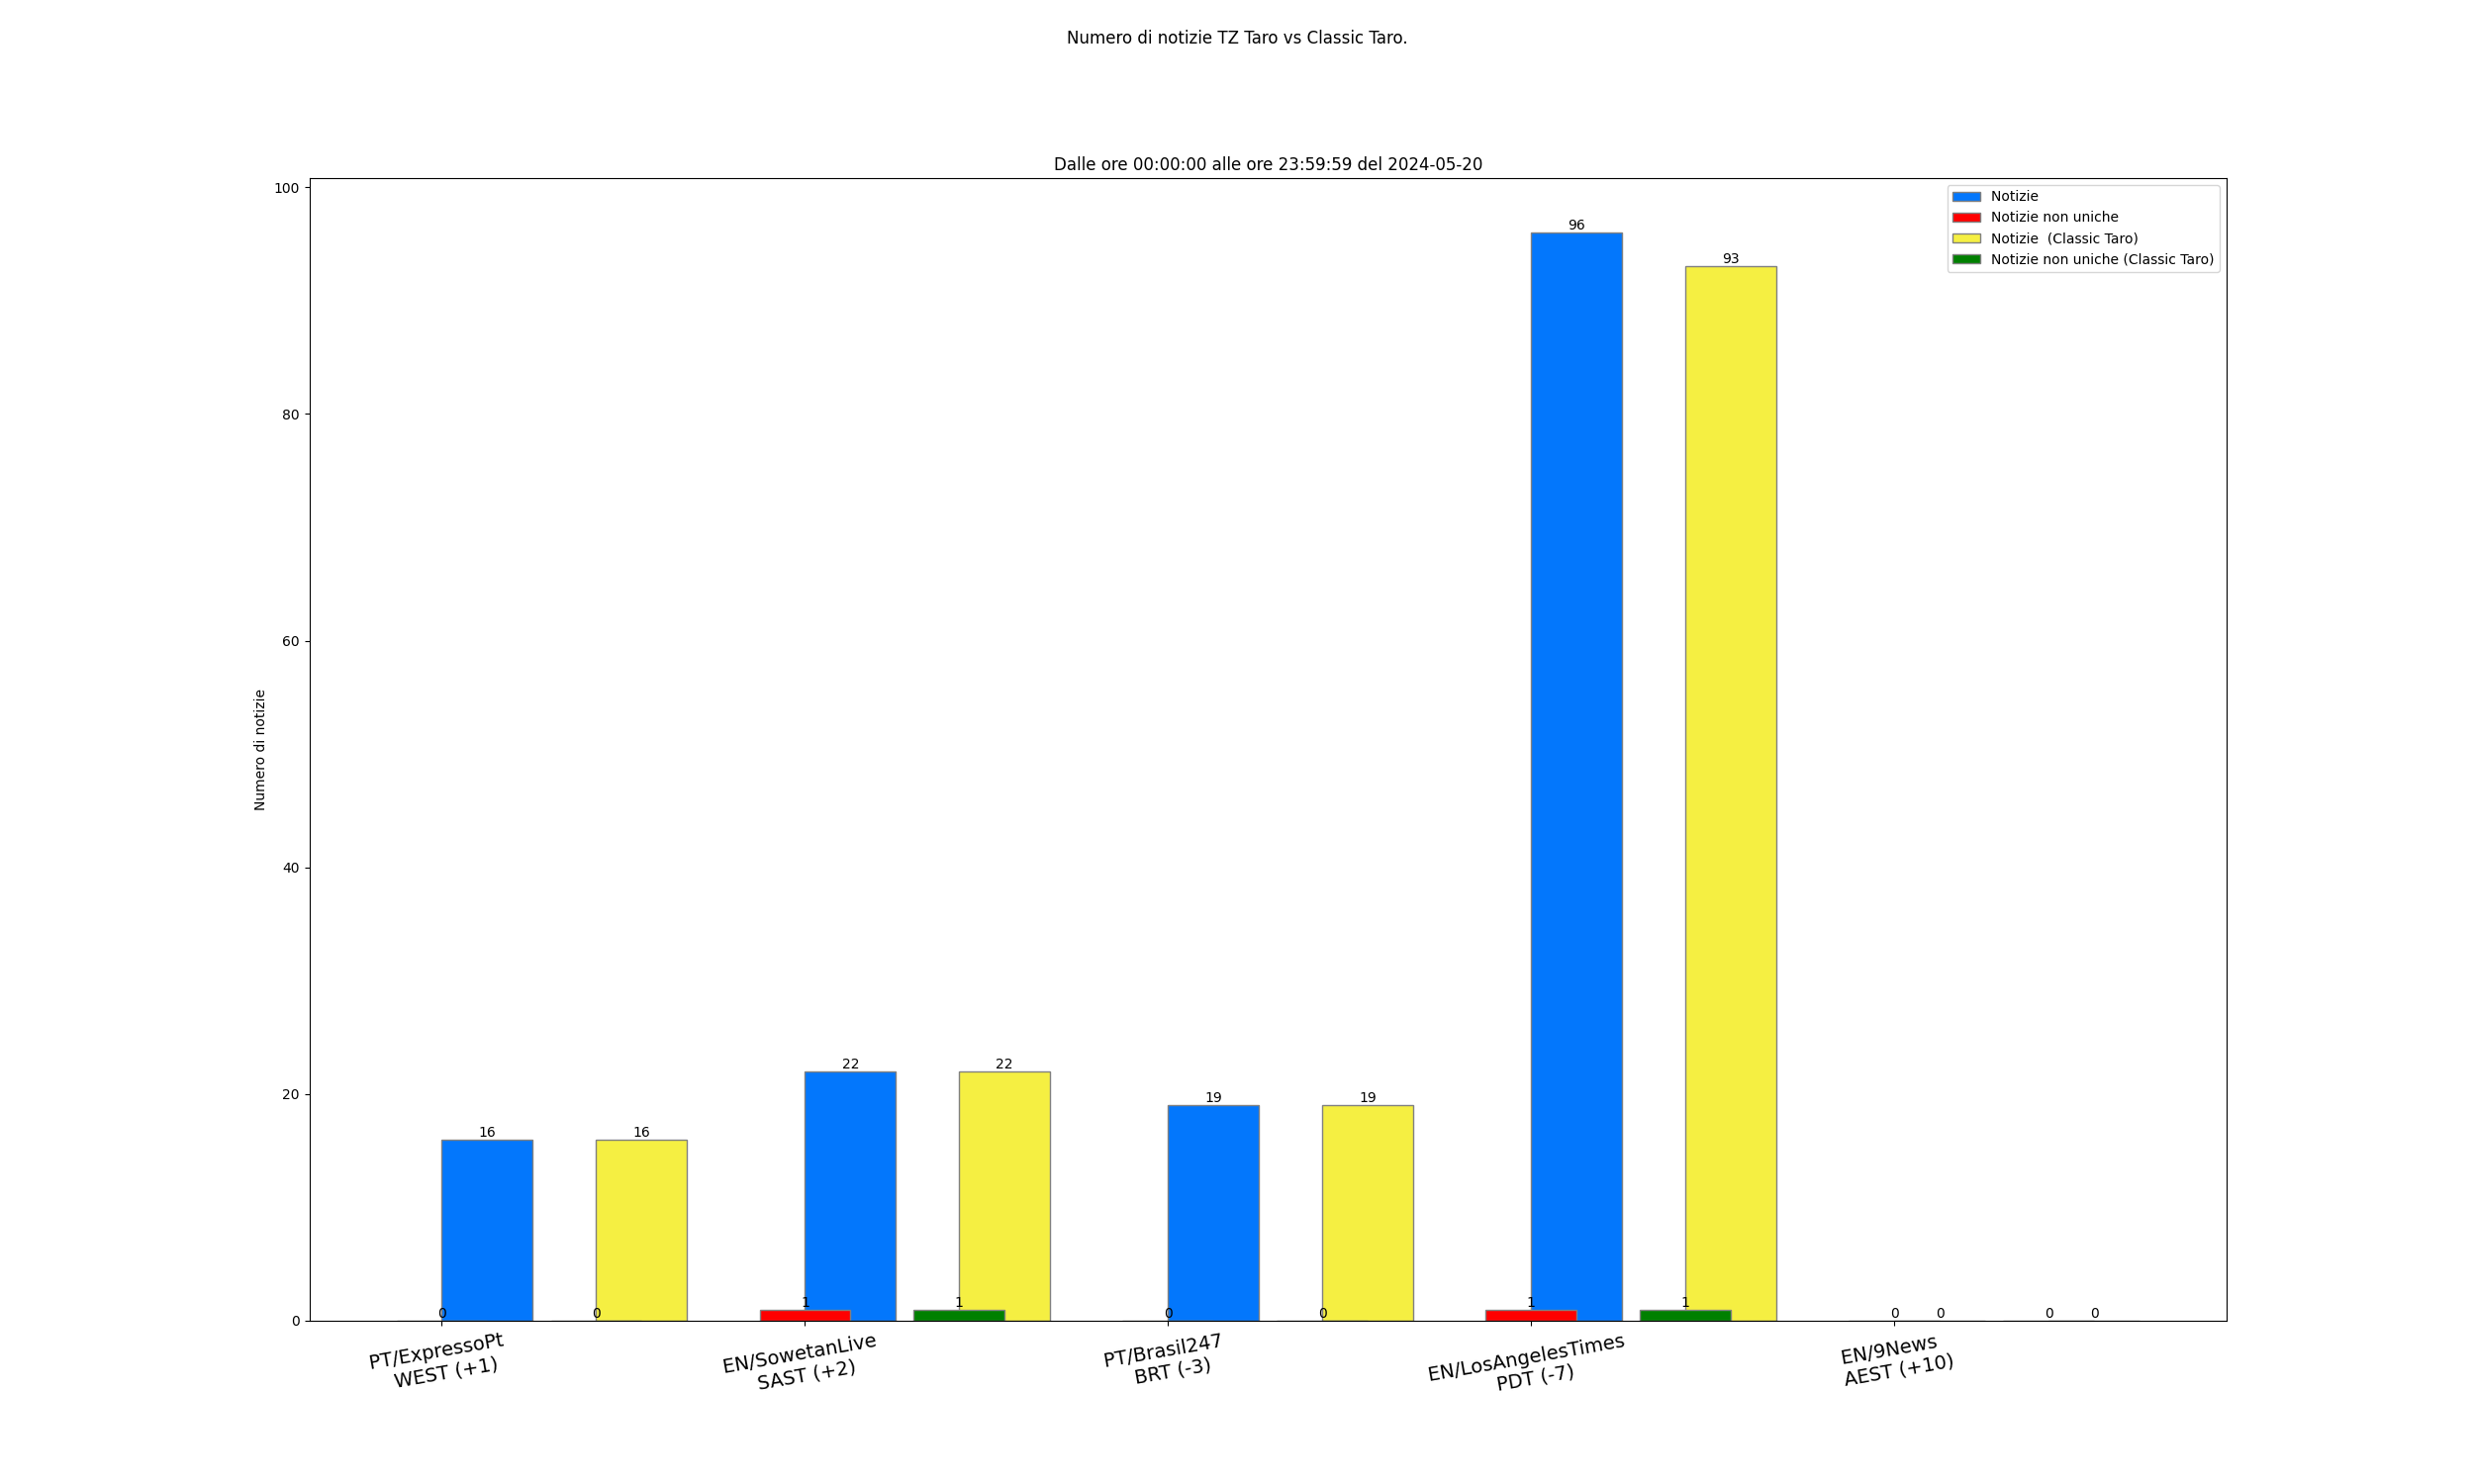 Numero di notizie TZ Taro vs Classic Taro.
Dalle ore 00:00:00 alle ore 23:59:59 del 2024-05-20
Notizie
Notizie non uniche
Notizie  (Classic Taro)
Notizie non uniche (Classic Taro)
Numero di notizie
100
80
60
40
20
0
0
16
0
16
1
22
1
22
0
19
0
19
1
96
1
93
0
0
0
0
PT/ExpressoPt
WEST (+1)
EN/SowetanLive
SAST (+2)
PT/Brasil247
BRT (-3)
EN/LosAngelesTimes
PDT (-7)
EN/9News
AEST (+10)